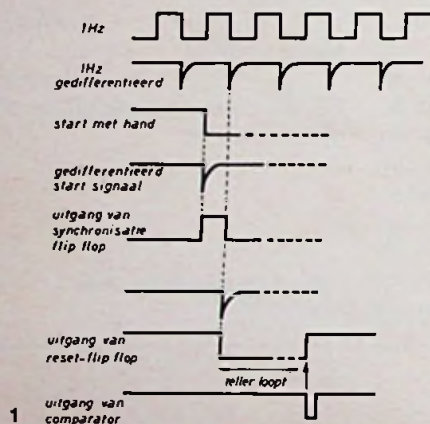 1Hz
1Hz
gedifferentieerd
start met hand
gedifferentieerd
start signaal
uitgang van
synchronisatie
flip flop
uitgang van
reset-flip flop
teller loopt
uitgang van
comparator
1